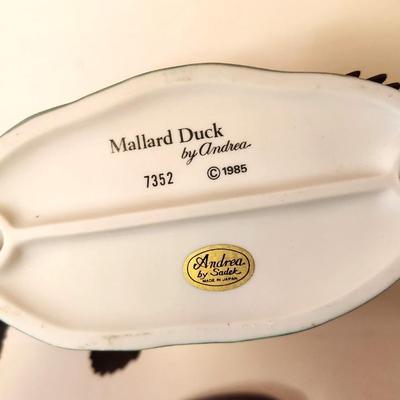 Mallard Duck
by Andrea
7352 © 1985
Andrea
by Sadek
MADE IN JAPAN